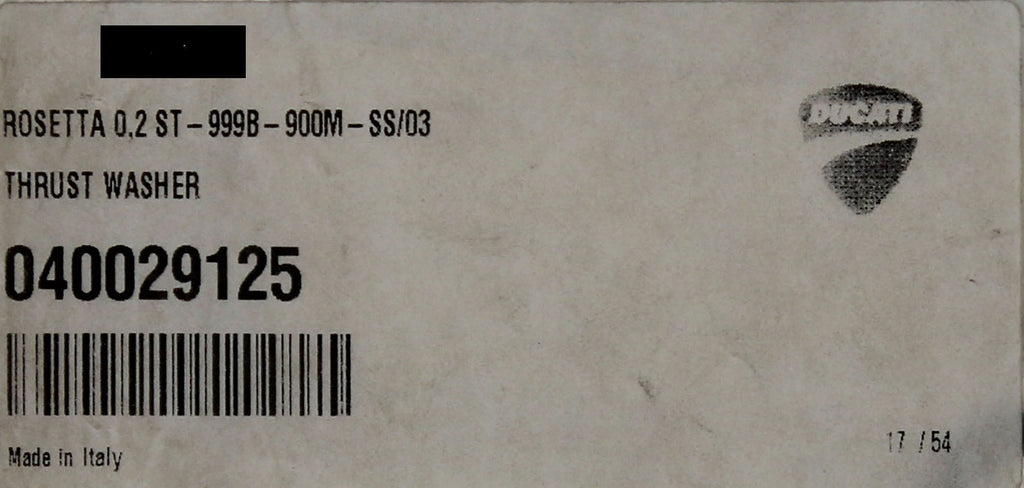 ROSETTA 0,2 ST-999B-900M-SS/03
DUCATI
THRUST WASHER
040029125
Made in Italy
17 / 54